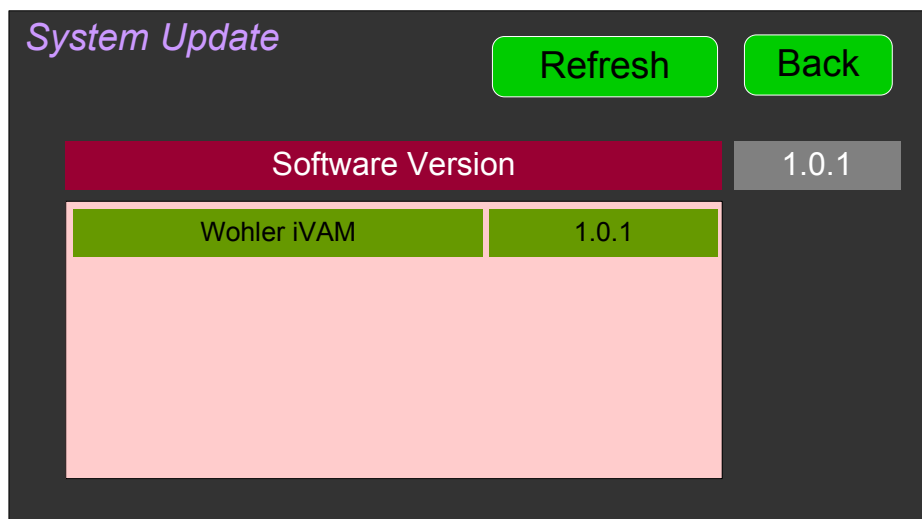 System Update
Refresh
Back
Software Version
1.0.1
Wohler iVAM
1.0.1